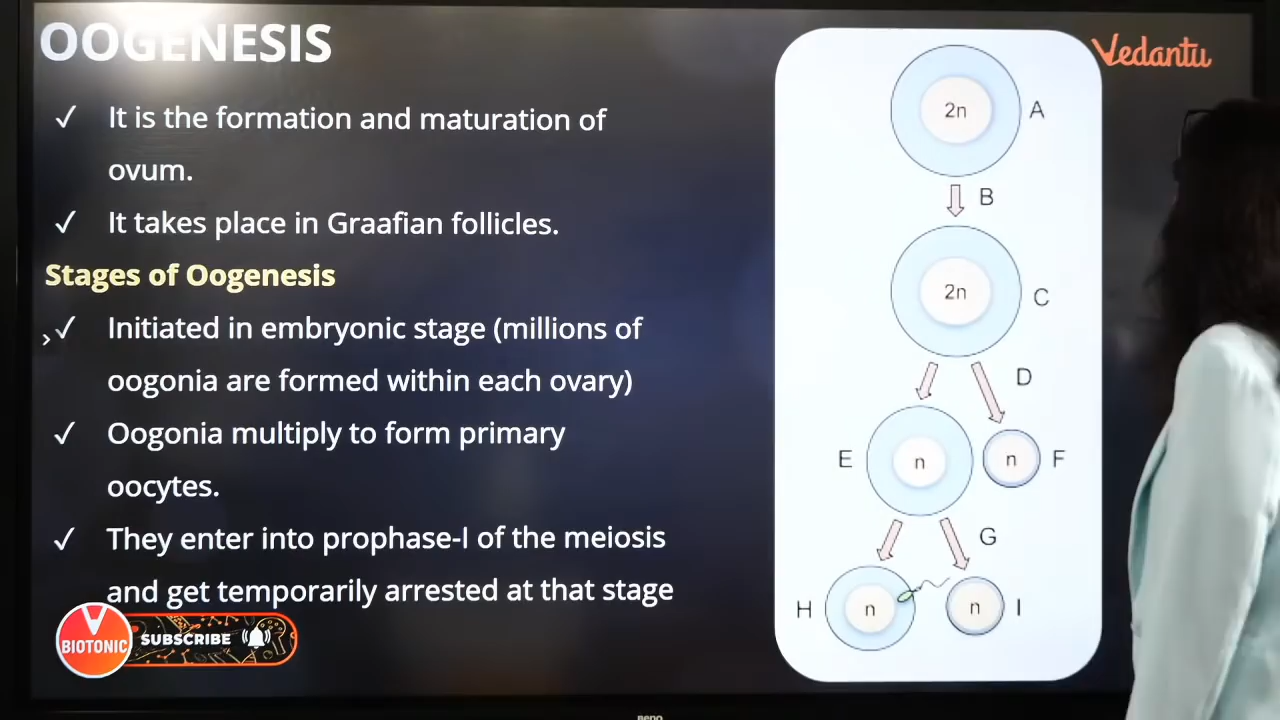 OOGENESIS
Vedantu
✓ It is the formation and maturation of
ovum.
✓ It takes place in Graafian follicles.
Stages of Oogenesis
✓ Initiated in embryonic stage (millions of
oogonia are formed within each ovary)
✓ Oogonia multiply to form primary
oocytes.
✓ They enter into prophase-I of the meiosis
and get temporarily arrested at that stage
2n A
B
2n C
D
E n n F
G
H n n I
V
BIOTONIC
SUBSCRIBE
benq